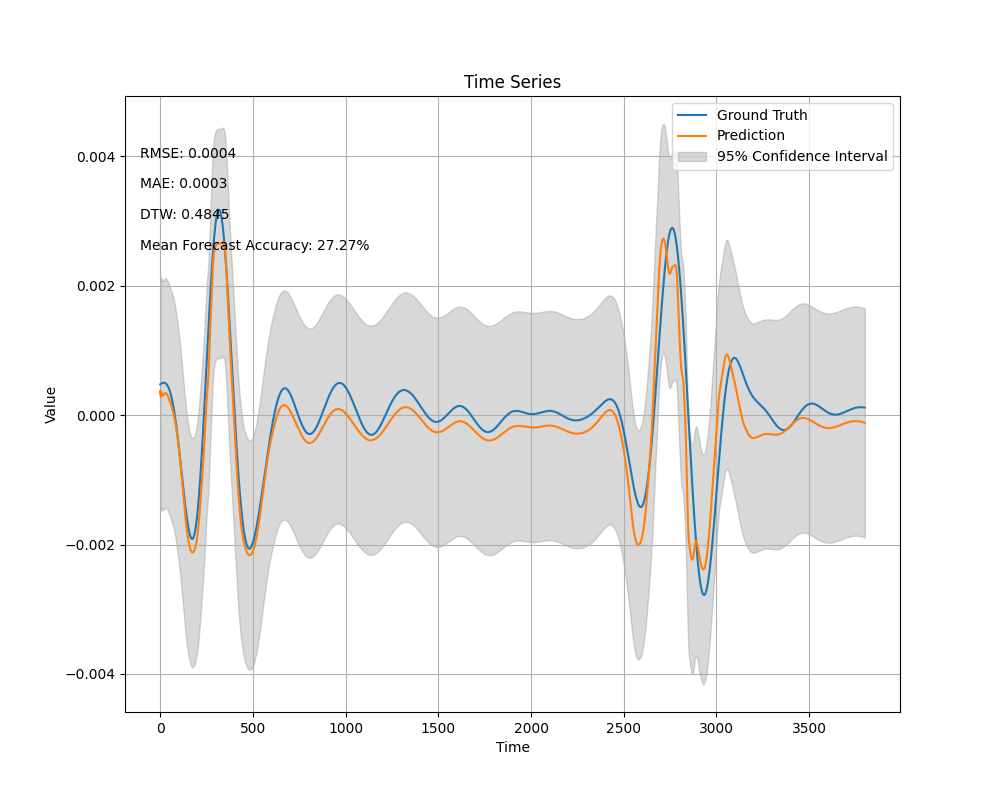 Time Series
Ground Truth
Prediction
95% Confidence Interval
RMSE: 0.0004
MAE: 0.0003
DTW: 0.4845
Mean Forecast Accuracy: 27.27%
Value
0.004
0.002
0.000
−0.002
−0.004
0 500 1000 1500 2000 2500 3000 3500
Time